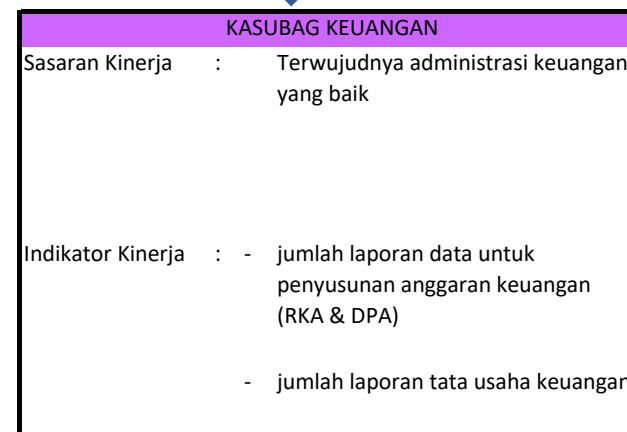 KASUBAG KEUANGAN
Sasaran Kinerja : Terwujudnya administrasi keuangan
yang baik
Indikator Kinerja : - jumlah laporan data untuk
penyusunan anggaran keuangan
(RKA & DPA)
- jumlah laporan tata usaha keuangan